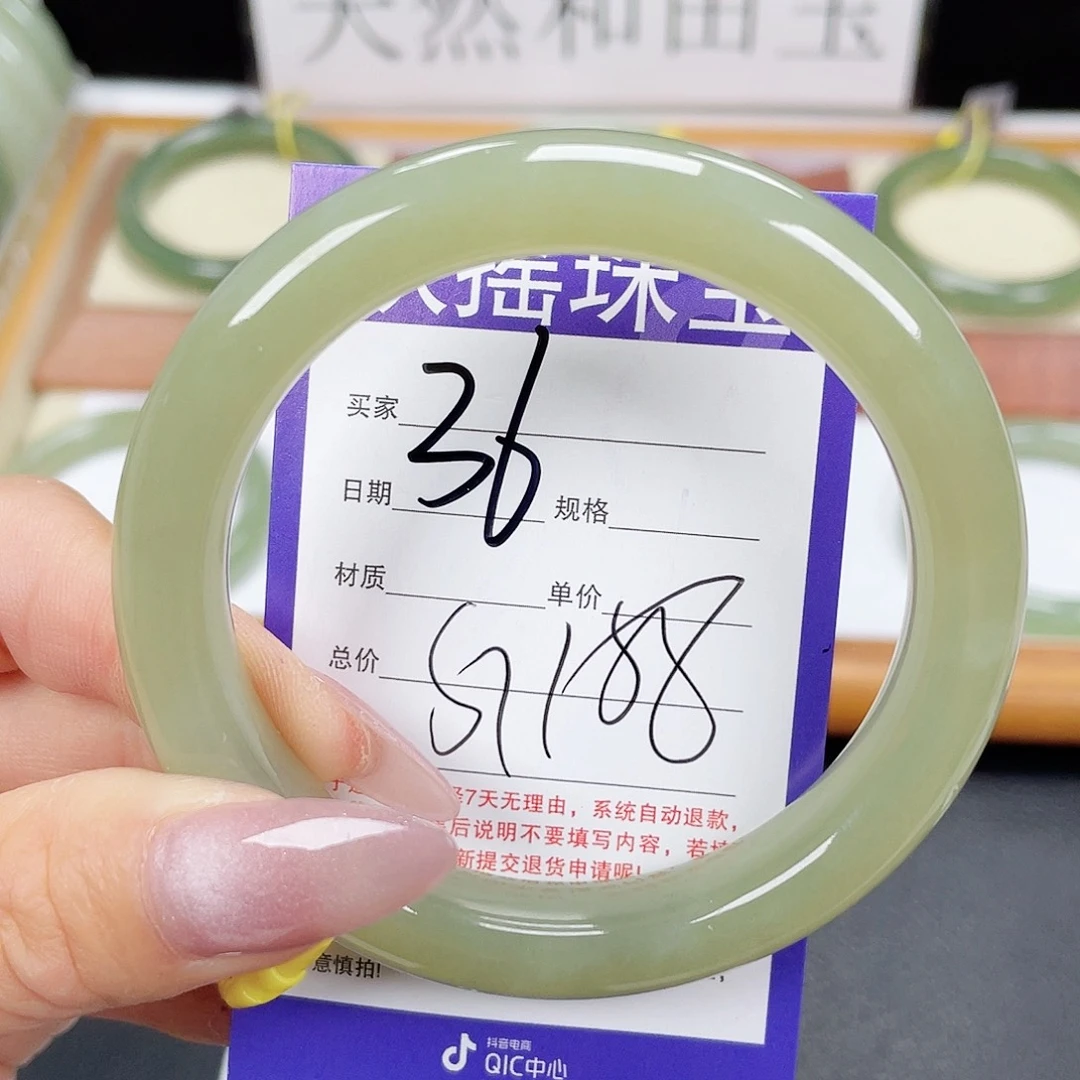 天然和田玉
摇珠宝
买家 36
日期 规格
材质 单价
总价 S9188
7天无理由，系统自动退款，
后说明不要填写内容，若
新提交退货申请呢!
意慎拍!
抖音电商
QIC中心